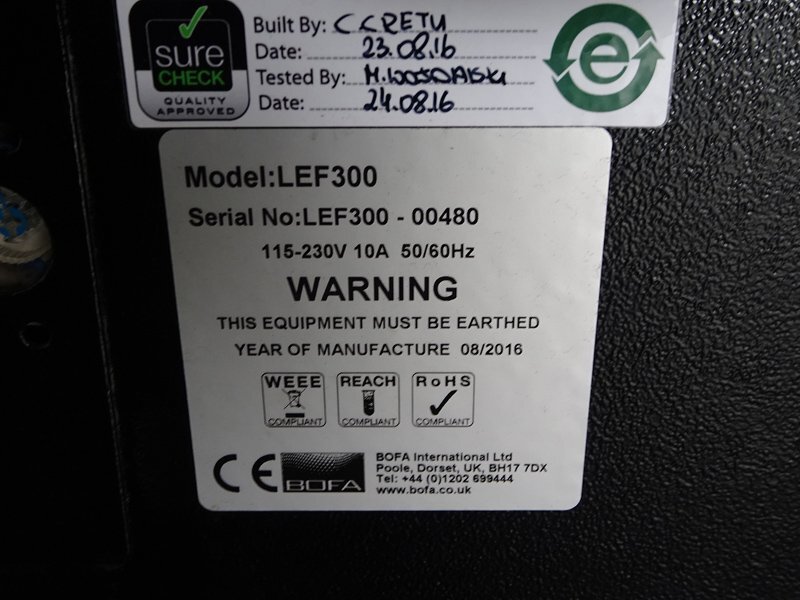 sure
CHECK
QUALITY
APPROVED
Built By: C CRETU
Date: 23.08.16
Tested By: M.
Date: 24.08.16
e
Model:LEF300
Serial No:LEF300 - 00480
115-230V 10A 50/60Hz
WARNING
THIS EQUIPMENT MUST BE EARTHED
YEAR OF MANUFACTURE 08/2016
WEEE
COMPLIANT
REACH
COMPLIANT
RoHS
COMPLIANT
CE
BOFA
BOFA International Ltd
Poole, Dorset, UK, BH17 7DX
Tel: +44 (0)1202 699444
www.bofa.co.uk